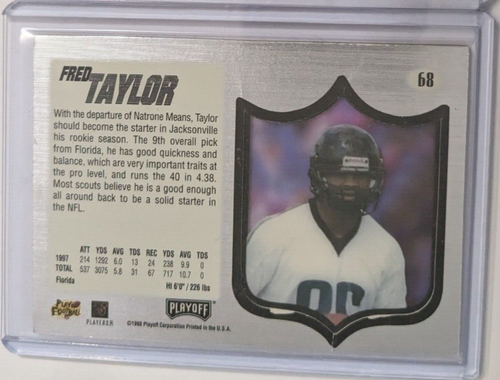 FRED
TAYLOR
68
With the departure of Natrone Means, Taylor
should become the starter in Jacksonville
his rookie season. The 9th overall pick
from Florida, he has good quickness and
balance, which are very important traits at
the pro level, and runs the 40 in 4.38.
Most scouts believe he is a good enough
all around back to be a solid starter in
the NFL.
ATT YDS AVG TDS REC YDS AVG TDS
1997 214 1292 6.0 13 24 238 9.9 0
TOTAL 537 3075 5.8 31 67 717 10.7 0
Florida Ht 6'0" / 226 lbs
PLAY
FOOTBALL
PLAYERS
PLAYOFF
©1998 Playoff Corporation Printed in the U.S.A.